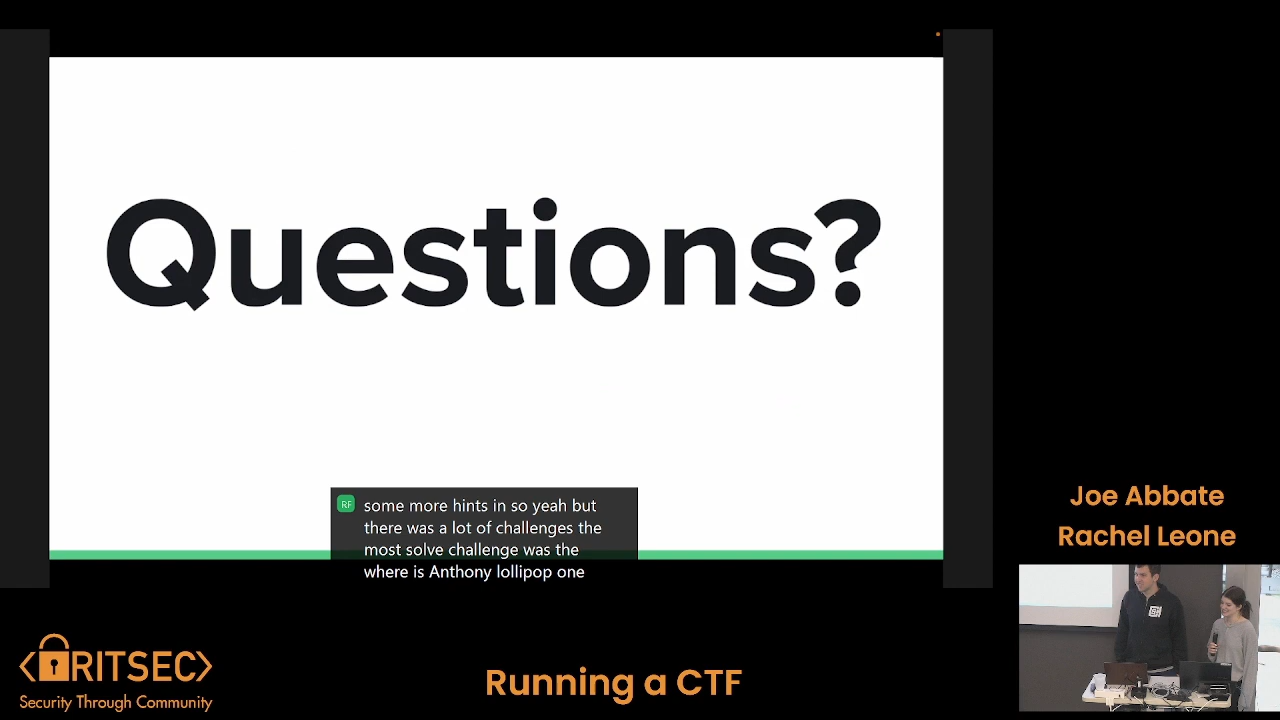 Questions?
RF
some more hints in so yeah but
there was a lot of challenges the
most solve challenge was the
where is Anthony lollipop one
Joe Abbate
Rachel Leone
RITSEC
Security Through Community
Running a CTF